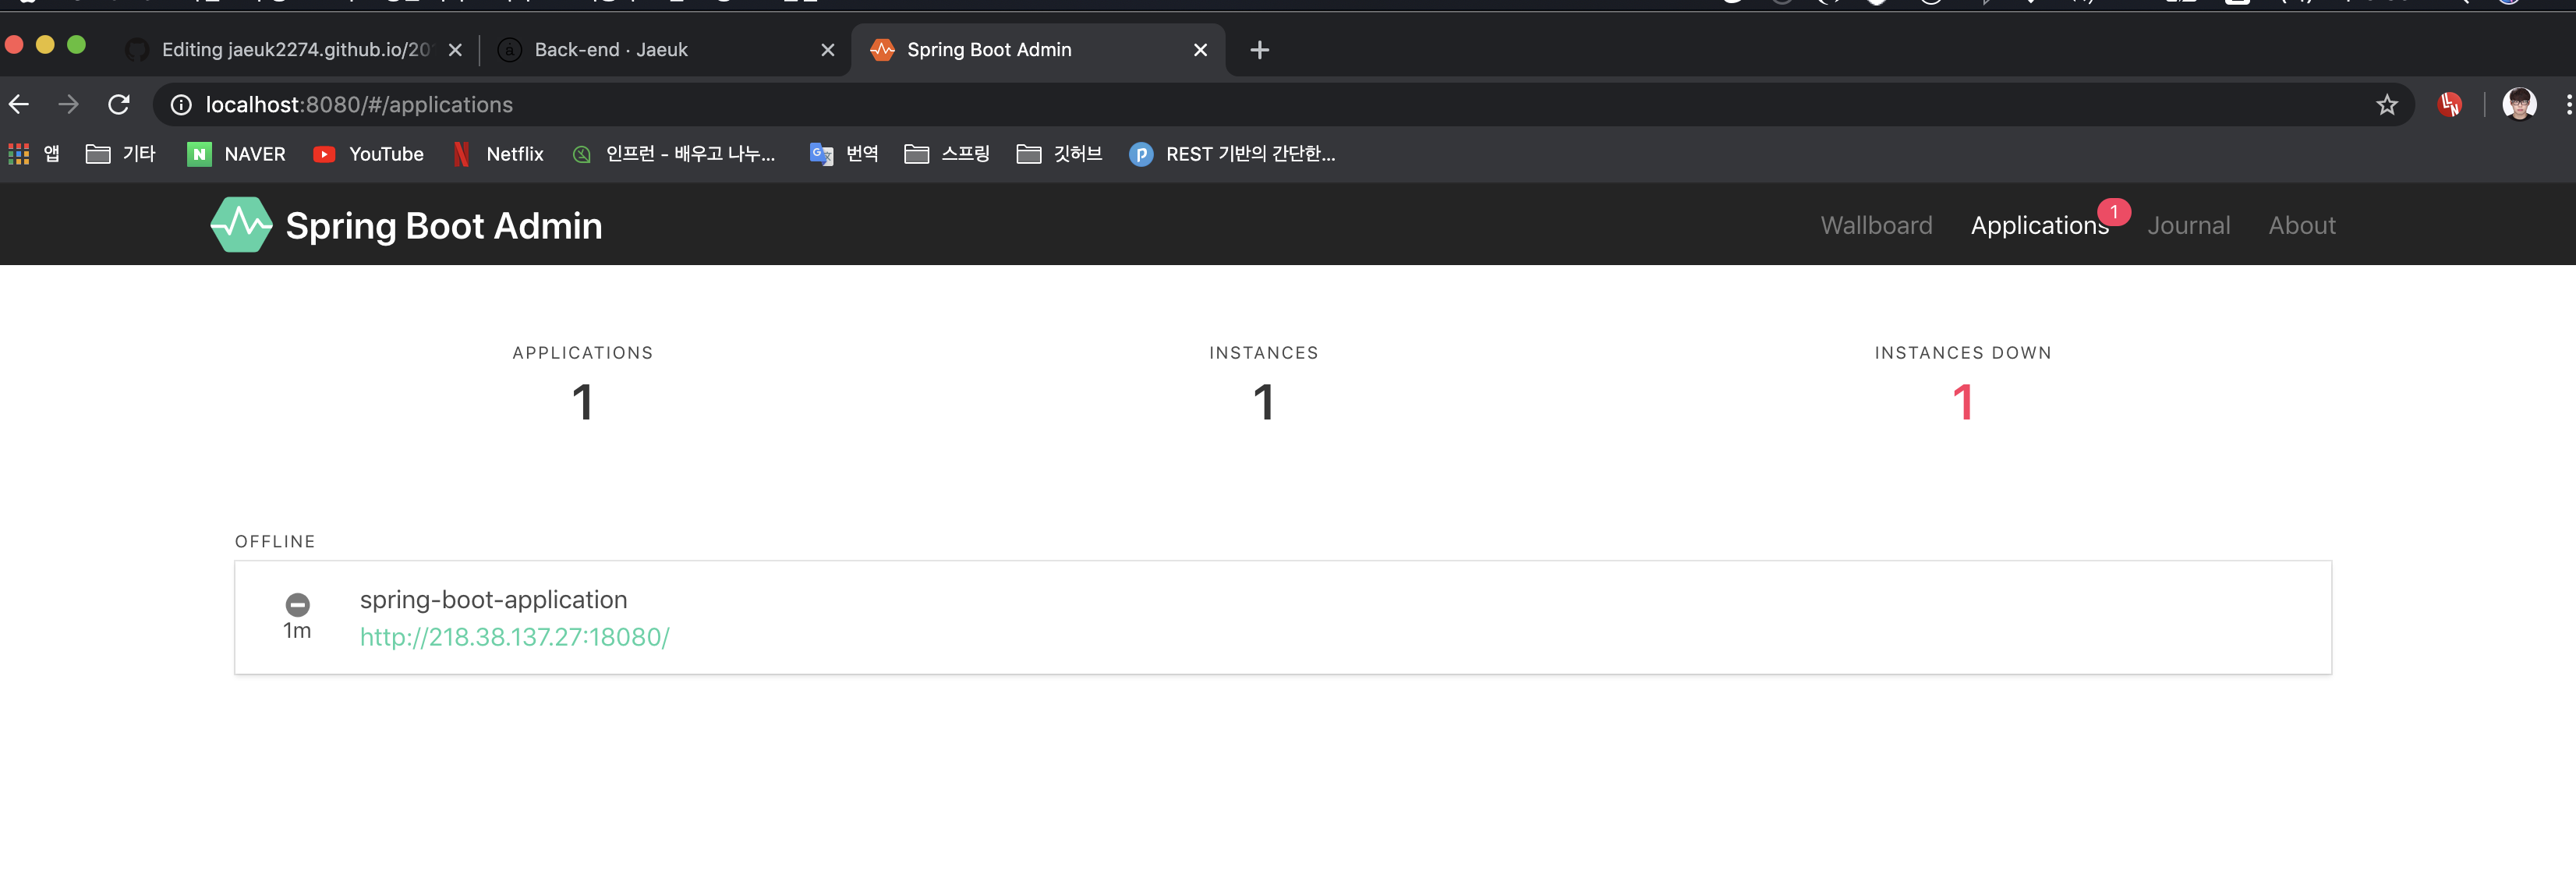 Editing jaeuk2274.github.io/20
Back-end · Jaeuk
Spring Boot Admin
localhost:8080/#/applications
앱
기타
NAVER
YouTube
Netflix
인프런 - 배우고 나누...
번역
스프링
깃허브
REST 기반의 간단한...
Spring Boot Admin
Wallboard
Applications
1
Journal
About
APPLICATIONS
1
INSTANCES
1
INSTANCES DOWN
1
OFFLINE
spring-boot-application
1m
http://218.38.137.27:18080/